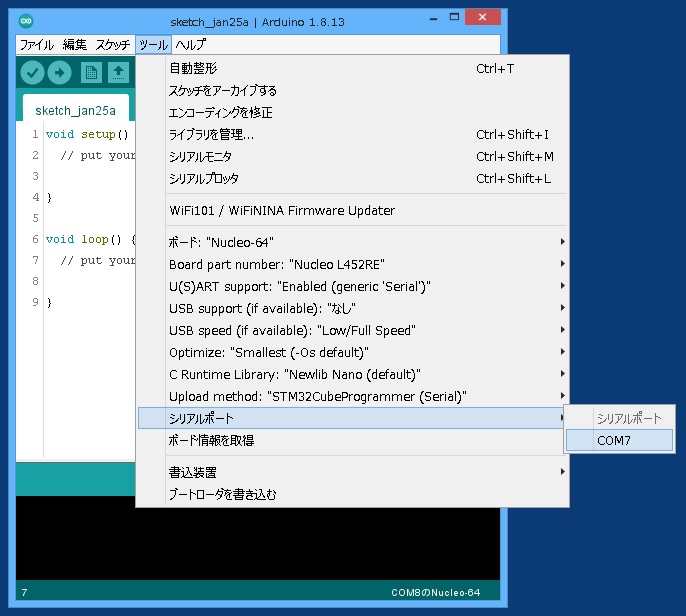 sketch_jan25a | Arduino 1.8.13
ファイル 編集 スケッチ ツール ヘルプ
sketch_jan25a
1 void setup()
2 // put your
3
4 }
5
6 void loop() {
7 // put your
8
9 }
自動整形 Ctrl+T
スケッチをアーカイブする
エンコーディングを修正
ライブラリを管理... Ctrl+Shift+I
シリアルモニタ Ctrl+Shift+M
シリアルプロッタ Ctrl+Shift+L
WiFi101 / WiFiNINA Firmware Updater
ボード: "Nucleo-64"
Board part number: "Nucleo L452RE"
U(S)ART support: "Enabled (generic 'Serial')"
USB support (if available): "なし"
USB speed (if available): "Low/Full Speed"
Optimize: "Smallest (-Os default)"
C Runtime Library: "Newlib Nano (default)"
Upload method: "STM32CubeProgrammer (Serial)"
シリアルポート
シリアルポート
COM7
ボード情報を取得
書込装置
ブートローダを書き込む
7 COM8のNucleo-64